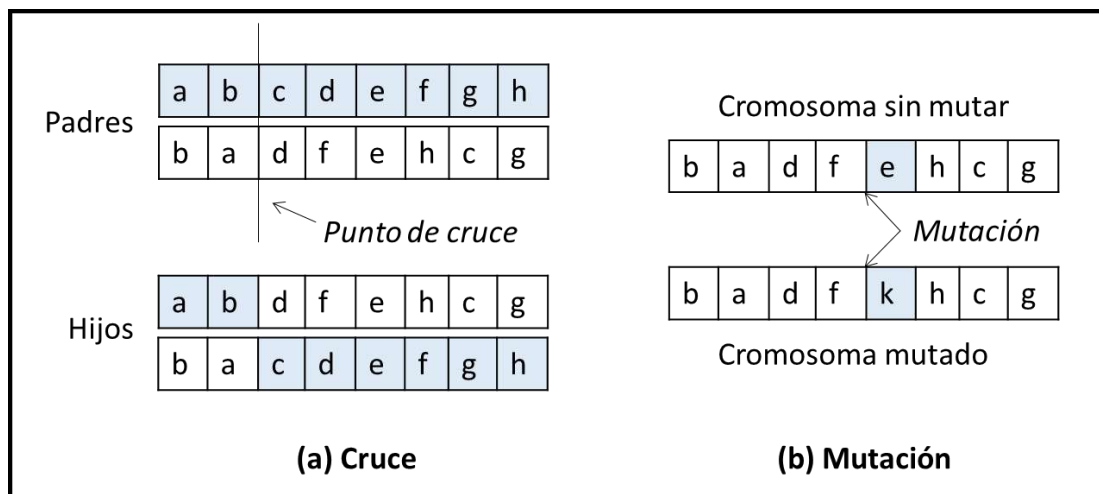 Padres
a b c d e f g h
b a d f e h c g
Punto de cruce
Hijos
a b d f e h c g
b a c d e f g h
(a) Cruce
Cromosoma sin mutar
b a d f e h c g
Mutación
b a d f k h c g
Cromosoma mutado
(b) Mutación